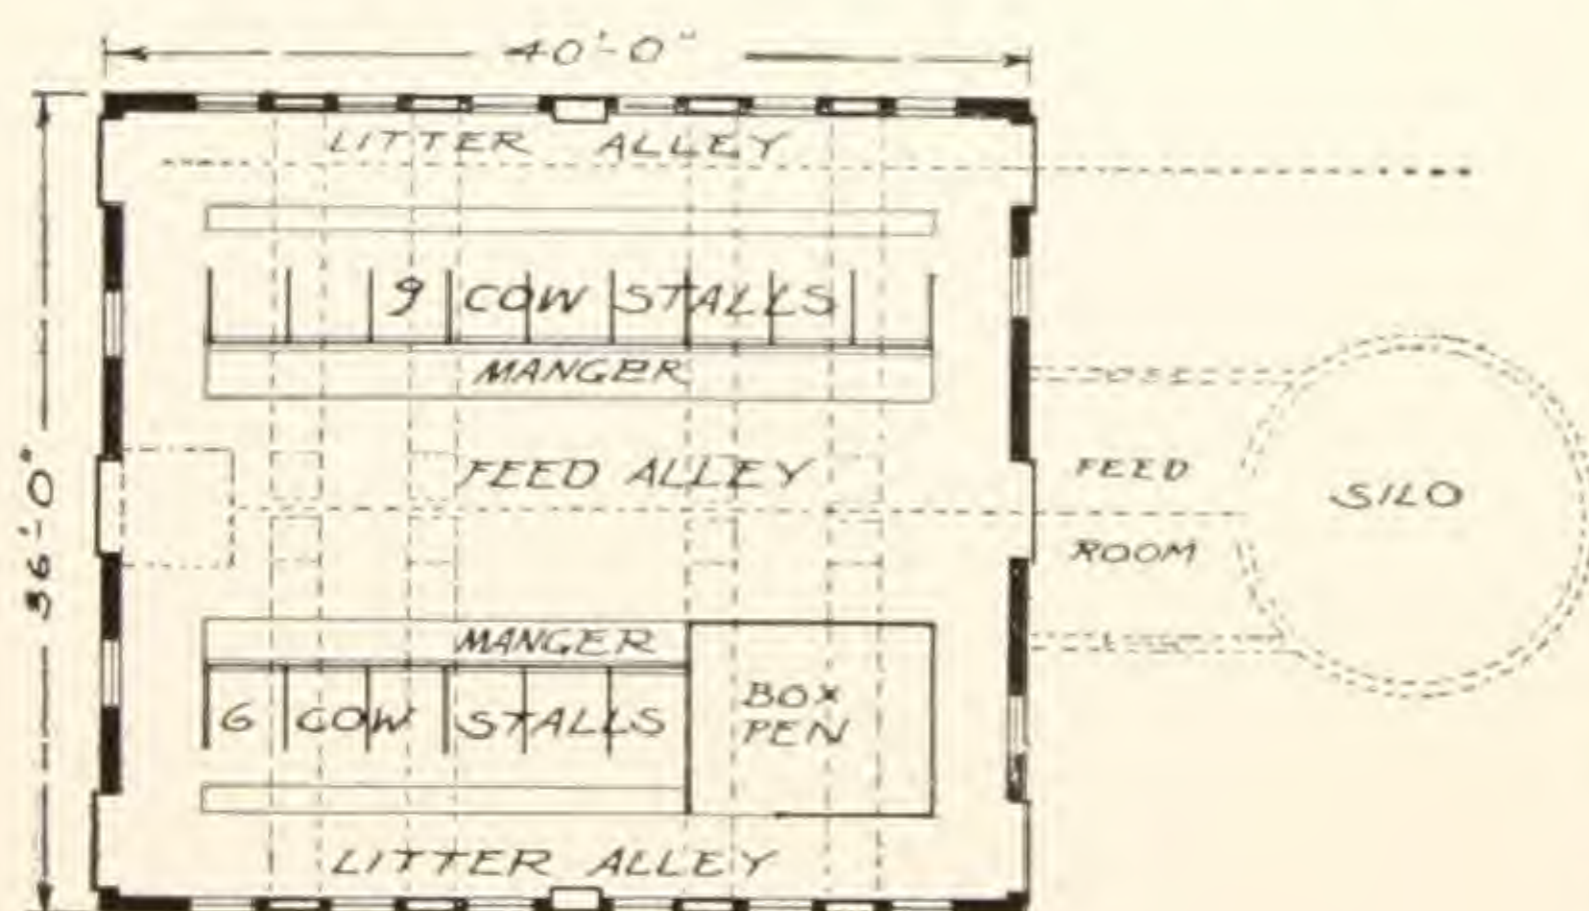 40'-0"
LITTER ALLEY
9 COW STALLS
MANGER
36'-0"
FEED ALLEY
FEED
ROOM
SILO
MANGER
6 COW STALLS
BOX
PEN
LITTER ALLEY